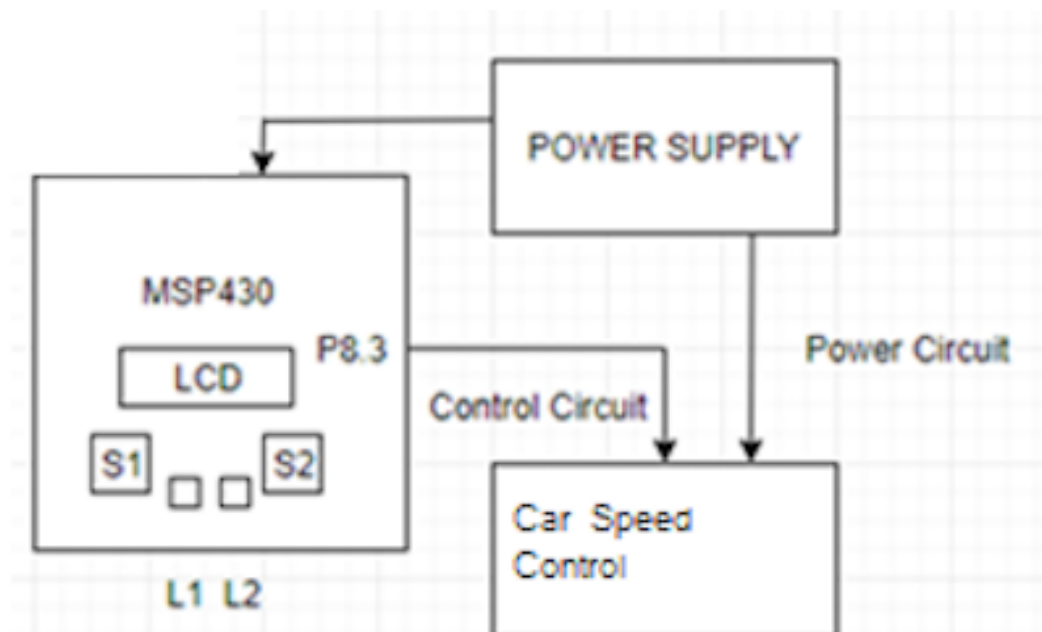 POWER SUPPLY
MSP430
P8.3
LCD
Power Circuit
Control Circuit
S1
S2
Car Speed
Control
L1 L2